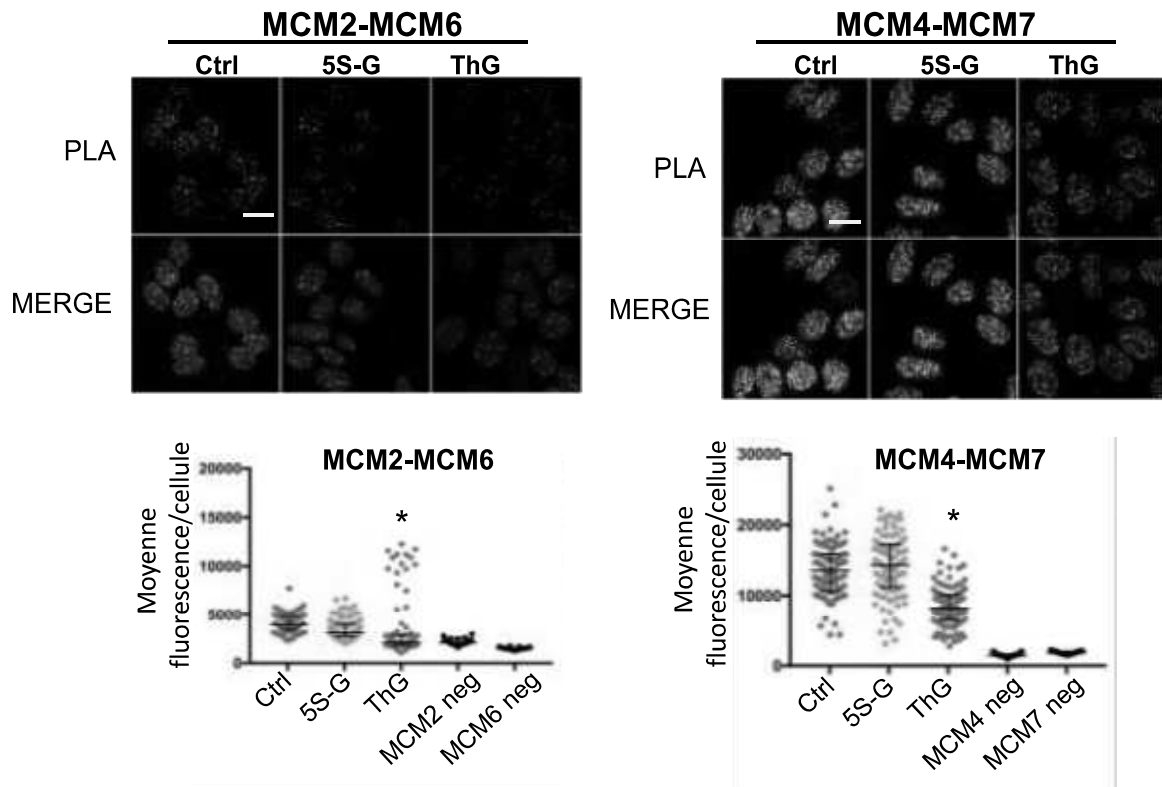 MCM2-MCM6
Ctrl 5S-G ThG
PLA
MERGE
MCM4-MCM7
Ctrl 5S-G ThG
PLA
MERGE
MCM2-MCM6
Moyenne
fluorescence/cellule
20000
15000
10000
5000
0
*
Ctrl
5S-G
ThG
MCM2 neg
MCM6 neg
MCM4-MCM7
Moyenne
fluorescence/cellule
30000
20000
10000
0
*
Ctrl
5S-G
ThG
MCM4 neg
MCM7 neg